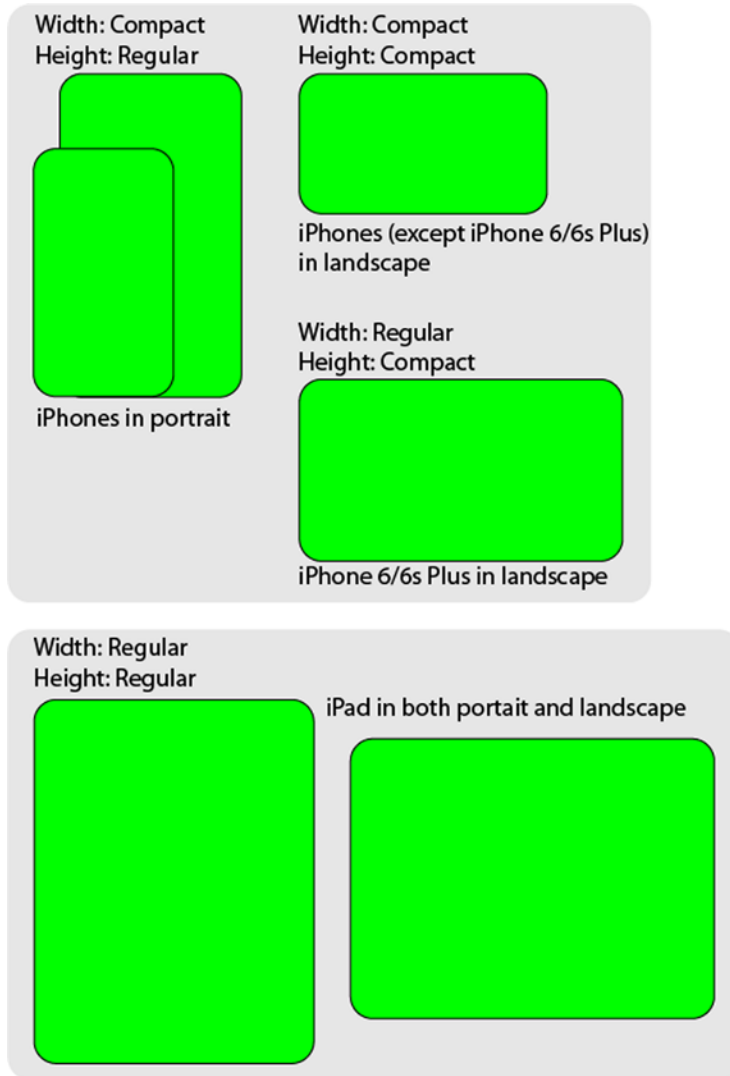 Width: Compact
Height: Regular
iPhones in portrait
Width: Compact
Height: Compact
iPhones (except iPhone 6/6s Plus)
in landscape
Width: Regular
Height: Compact
iPhone 6/6s Plus in landscape
Width: Regular
Height: Regular
iPad in both portait and landscape